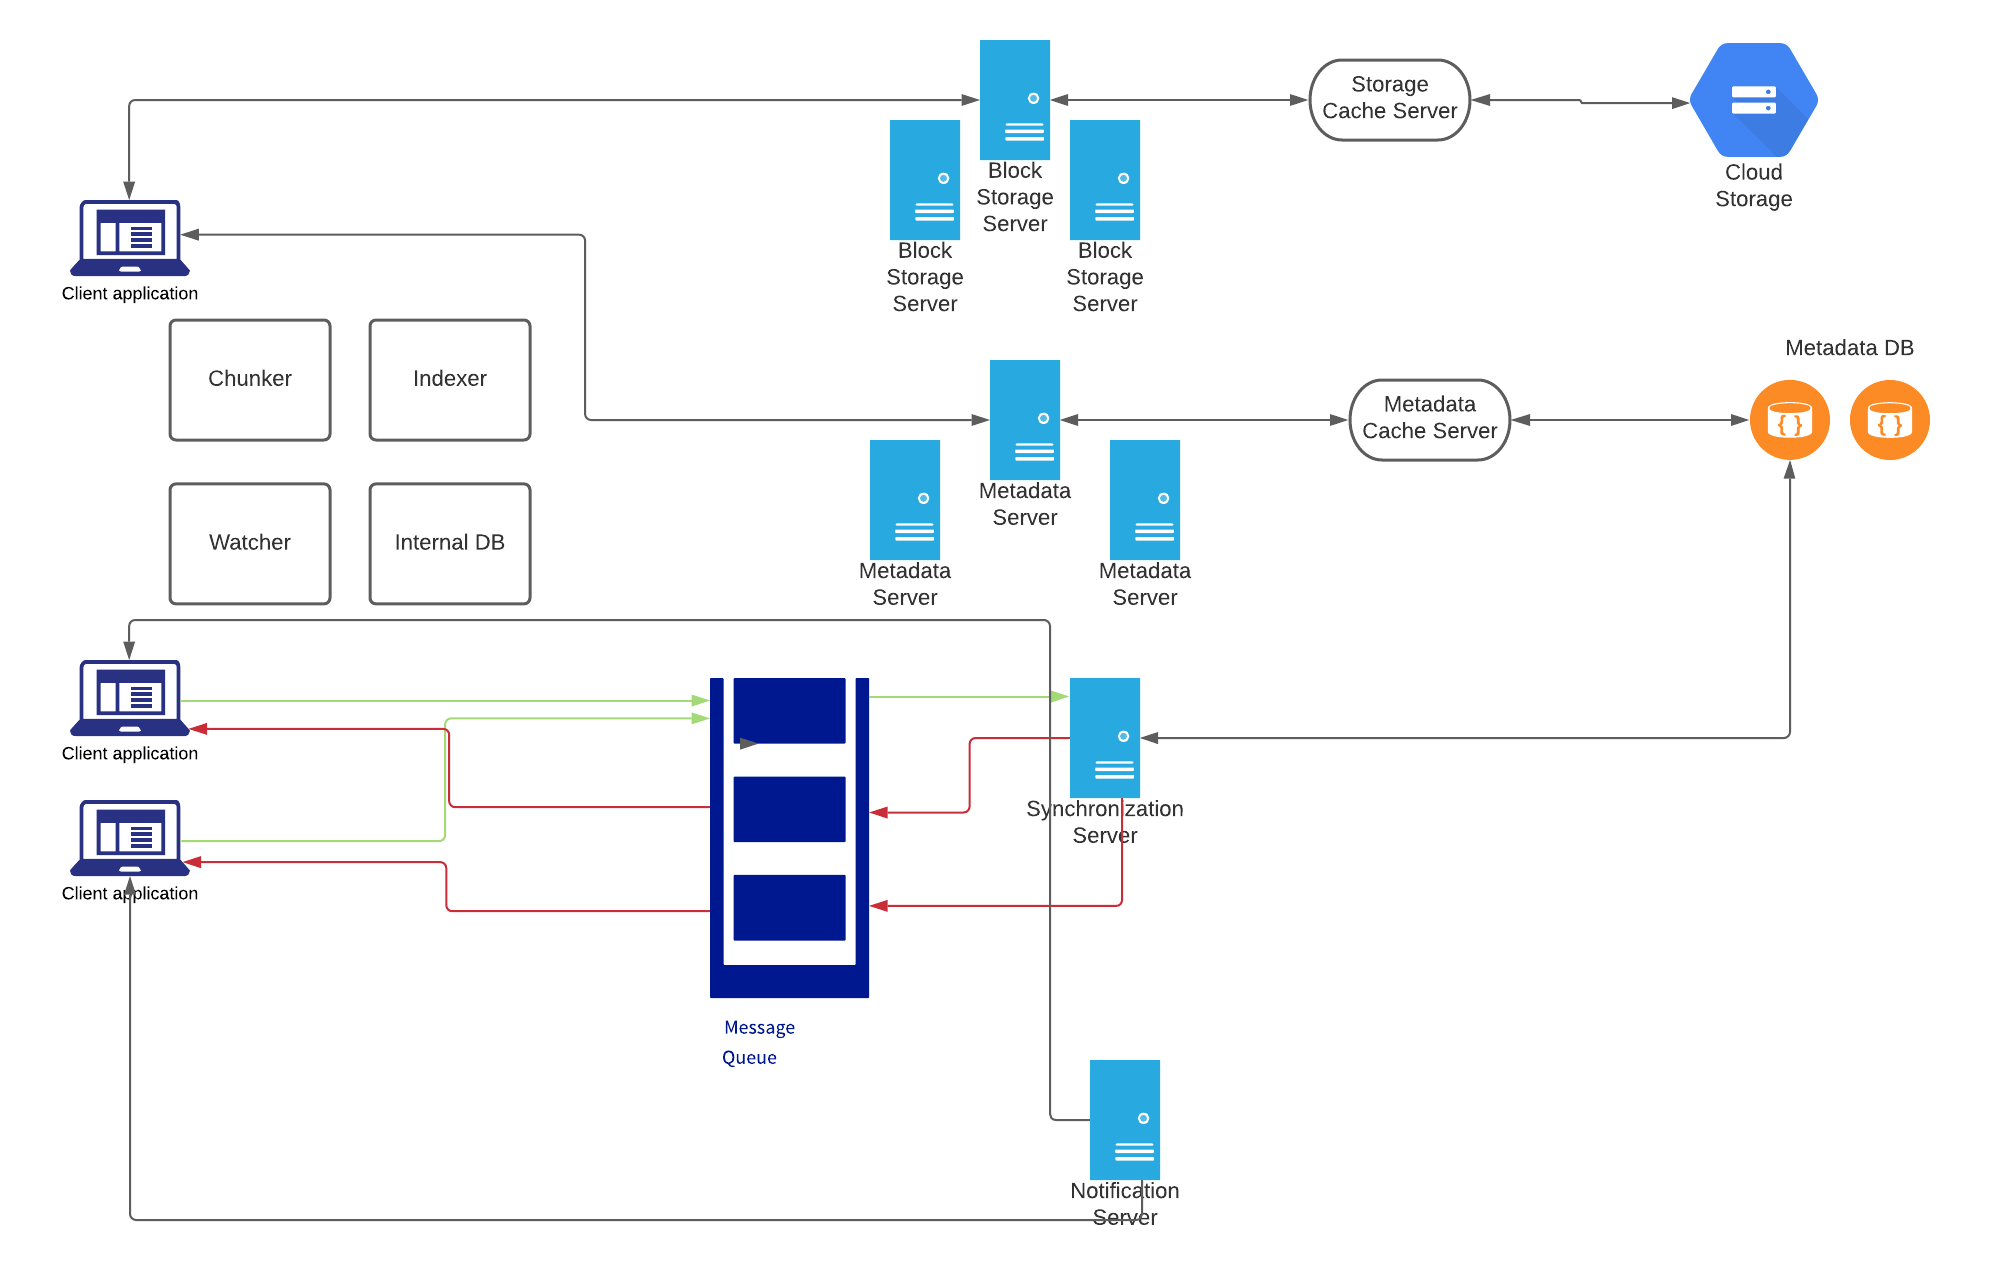 Storage
Cache Server
Cloud
Storage
Block
Storage
Server
Block
Storage
Server
Block
Storage
Server
Client application
Chunker
Indexer
Watcher
Internal DB
Metadata DB
Metadata
Cache Server
Metadata
Server
Metadata
Server
Metadata
Server
Client application
Client application
Synchronization
Server
Message
Queue
Notification
Server